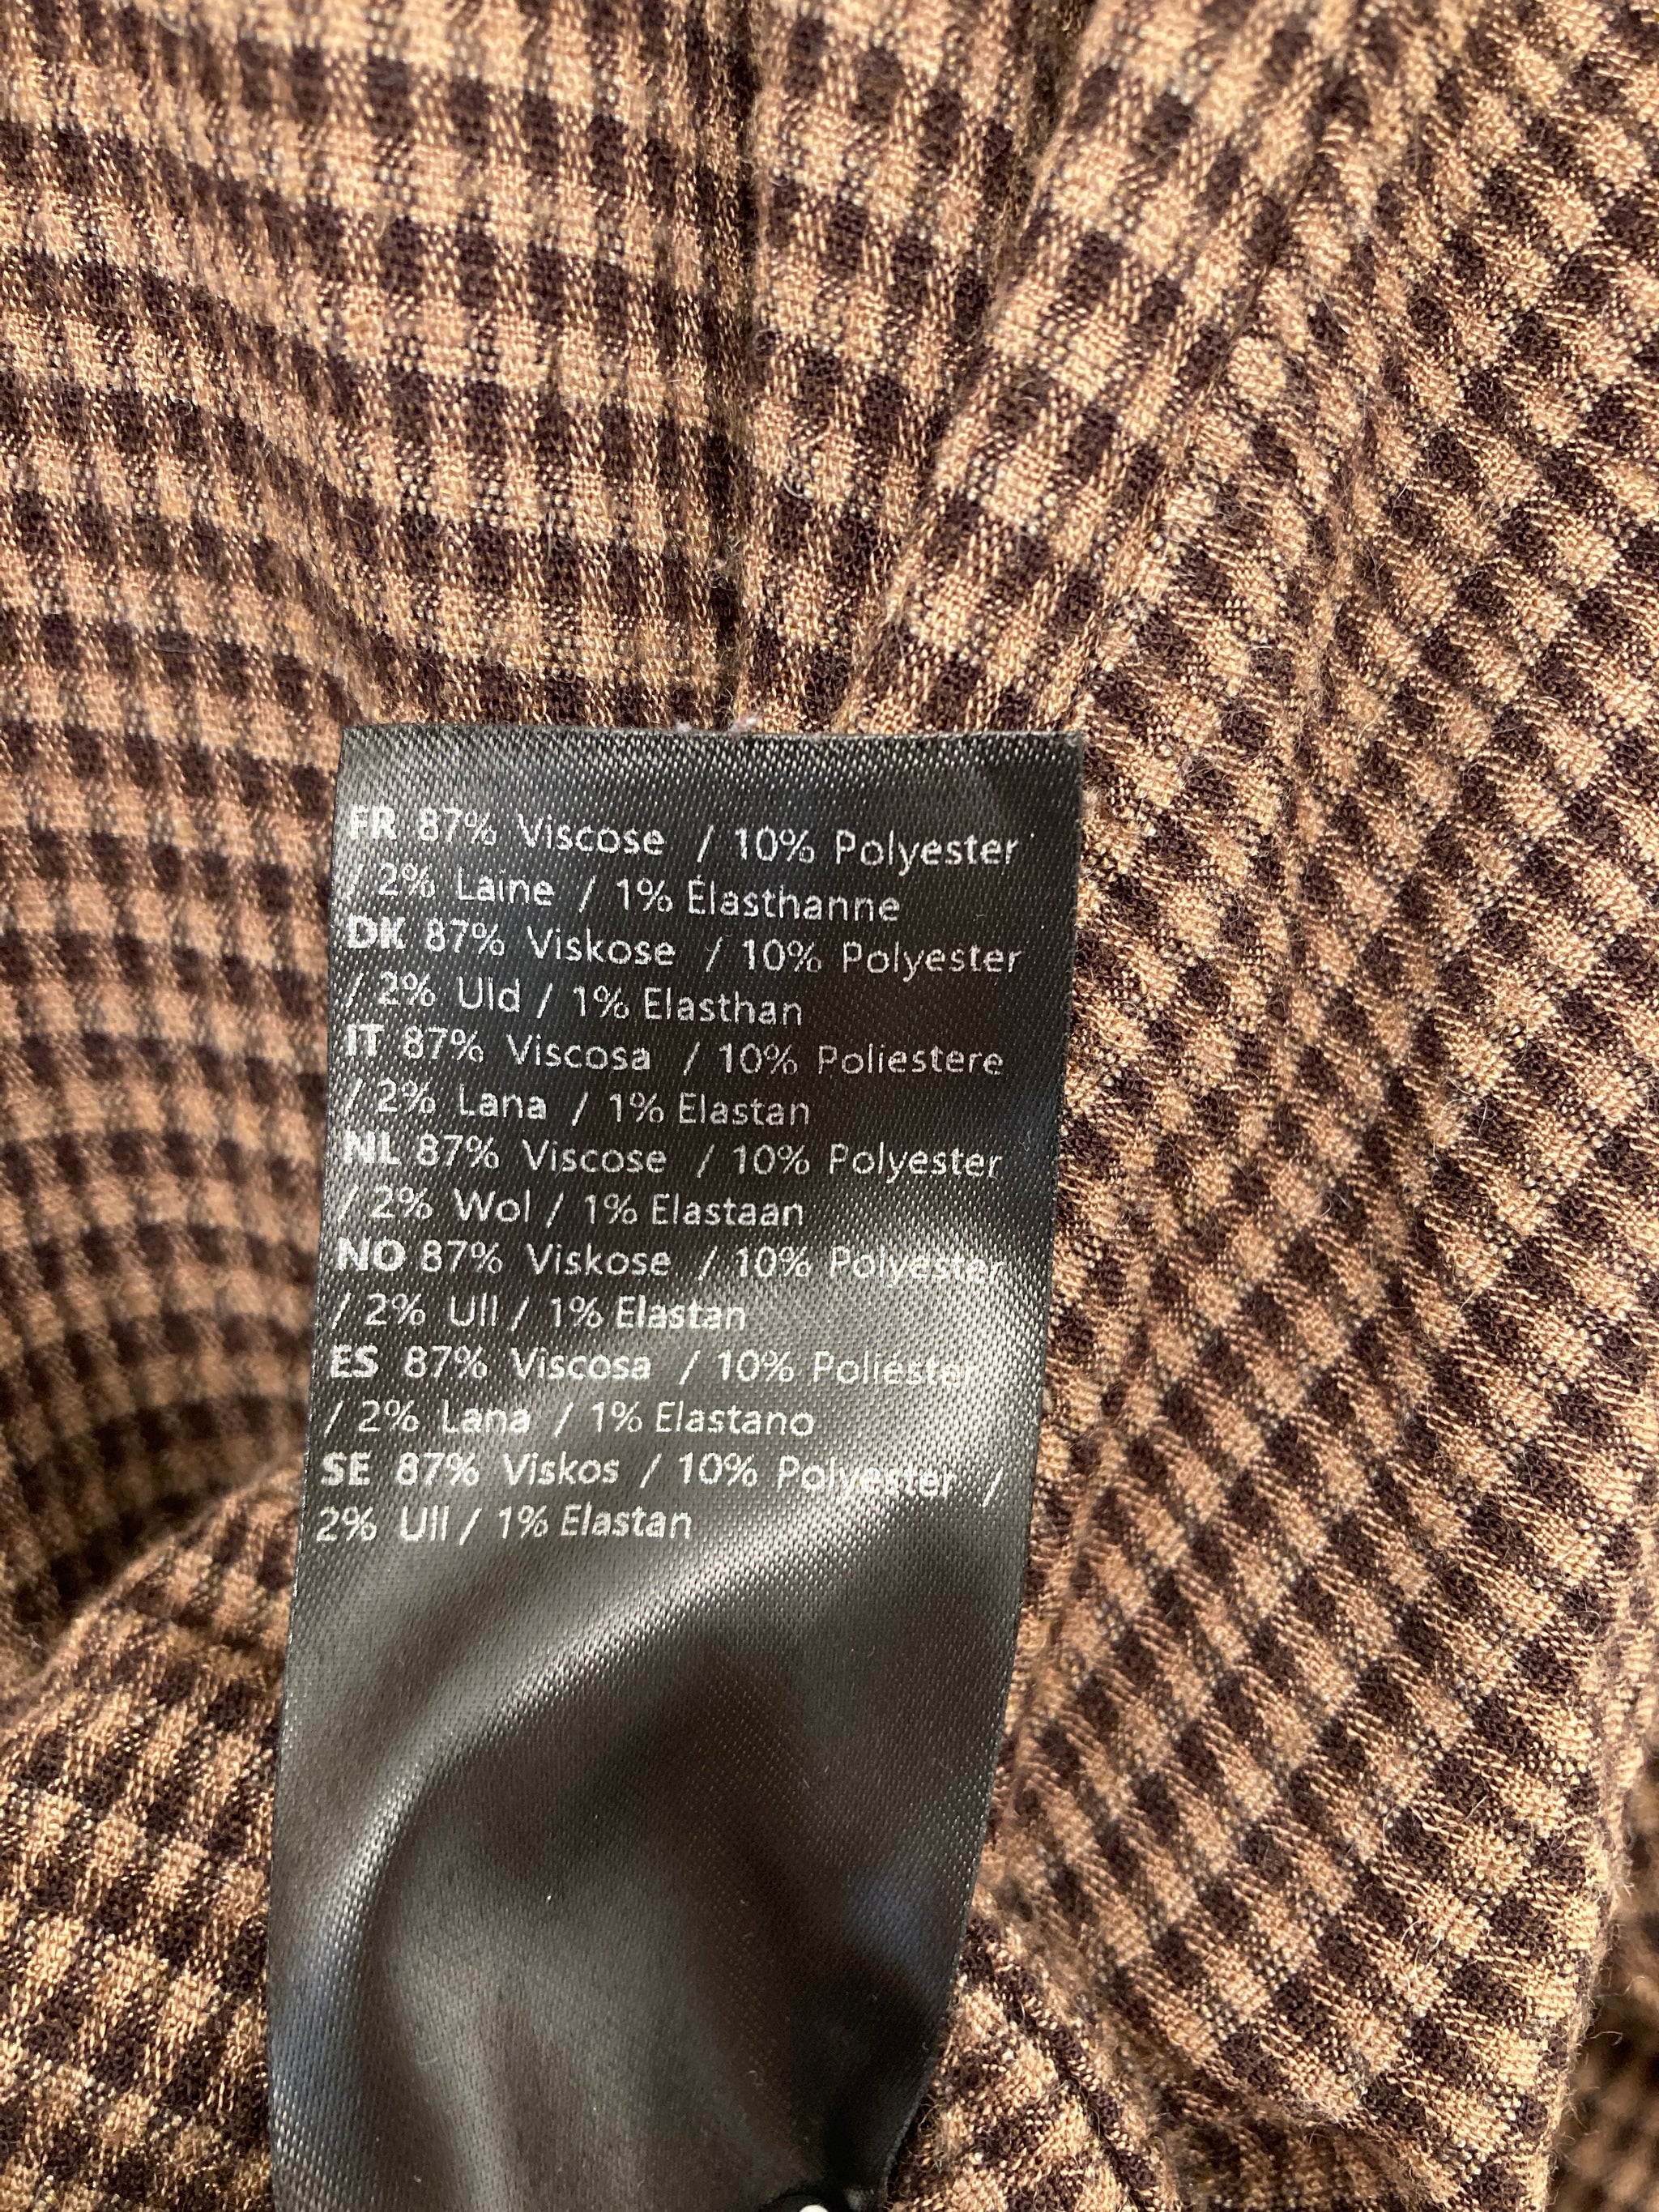 FR 87% Viscose / 10% Polyester
/ 2% Laine / 1% Élasthanne
DK 87% Viskose / 10% Polyester
/ 2% Uld / 1% Elasthan
IT 87% Viscosa / 10% Poliestere
/ 2% Lana / 1% Elastan
NL 87% Viscose / 10% Polyester
/ 2% Wol / 1% Elastaan
NO 87% Viskose / 10% Polyester
/ 2% Ull / 1% Elastan
ES 87% Viscosa / 10% Poliéster
/ 2% Lana / 1% Elastano
SE 87% Viskos / 10% Polyester /
2% Ull / 1% Elastan